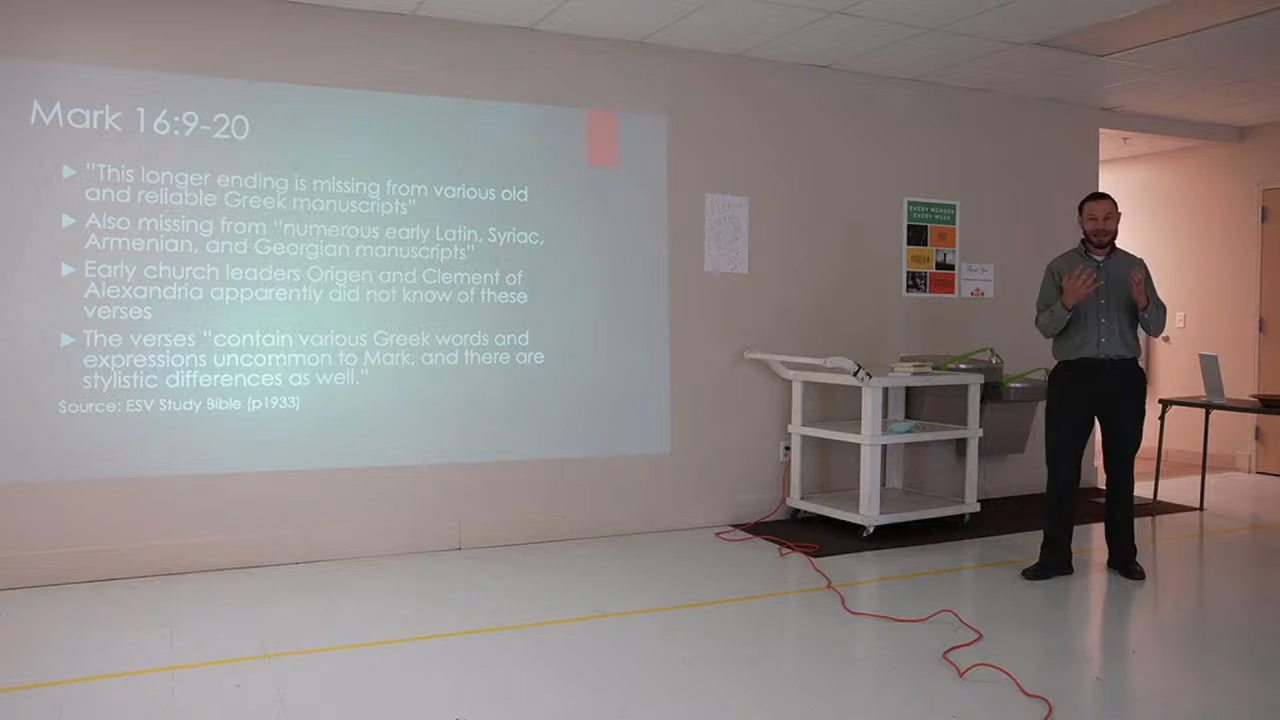 Mark 16:9-20
"This longer ending is missing from various old
and reliable Greek manuscripts"
Also missing from "numerous early Latin, Syriac,
Armenian, and Georgian manuscripts"
Early church leaders Origen and Clement of
Alexandria apparently did not know of these
verses
The verses "contain various Greek words and
expressions uncommon to Mark, and there are
stylistic differences as well."
Source: ESV Study Bible (p1933)
EVERY MEMBER
EVERY WEEK
Thank You